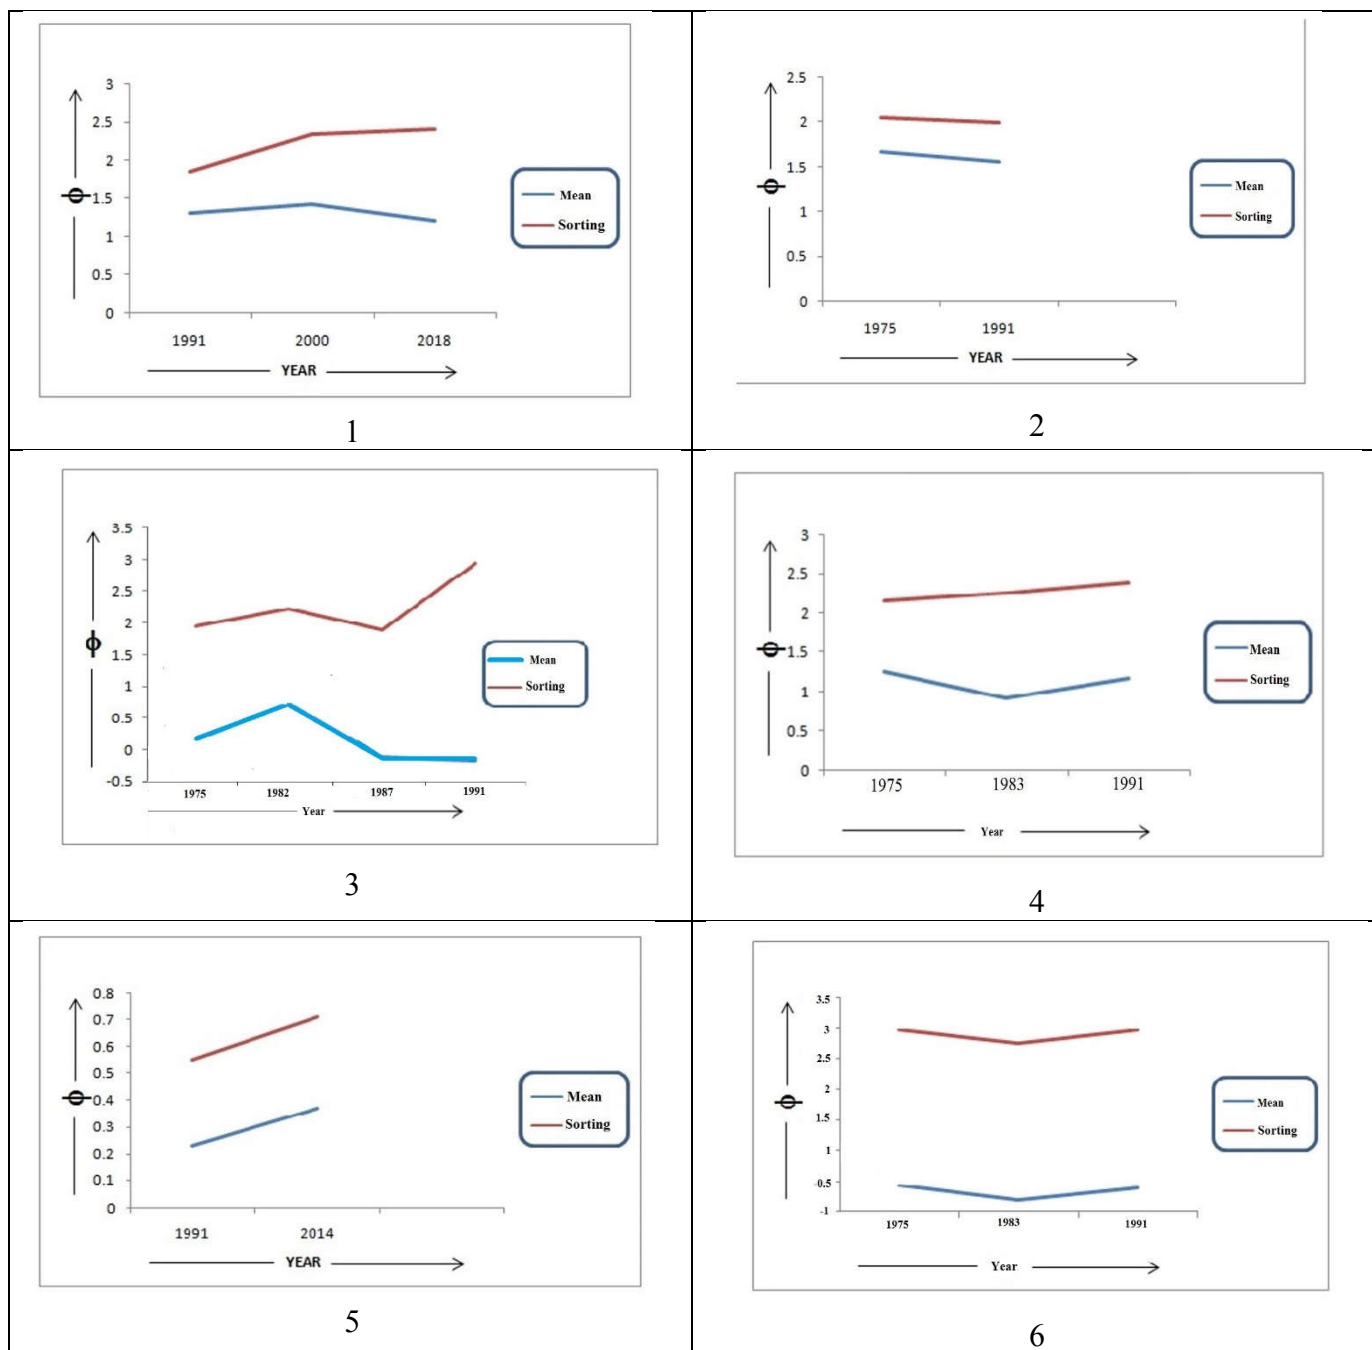 3
2.5
2
1.5
1
0.5
0
ϕ
Mean
Sorting
1991 2000 2018
YEAR
1
2.5
2
1.5
1
0.5
0
ϕ
Mean
Sorting
1975 1991
YEAR
2
3.5
3
2.5
2
1.5
1
0.5
0
-0.5
ϕ
Mean
Sorting
1975 1982 1987 1991
Year
3
3
2.5
2
1.5
1
0.5
0
ϕ
Mean
Sorting
1975 1983 1991
Year
4
0.8
0.7
0.6
0.5
0.4
0.3
0.2
0.1
0
ϕ
Mean
Sorting
1991 2014
YEAR
5
3.5
3
2.5
2
1.5
1
-0.5
-1
ϕ
Mean
Sorting
1975 1983 1991
Year
6